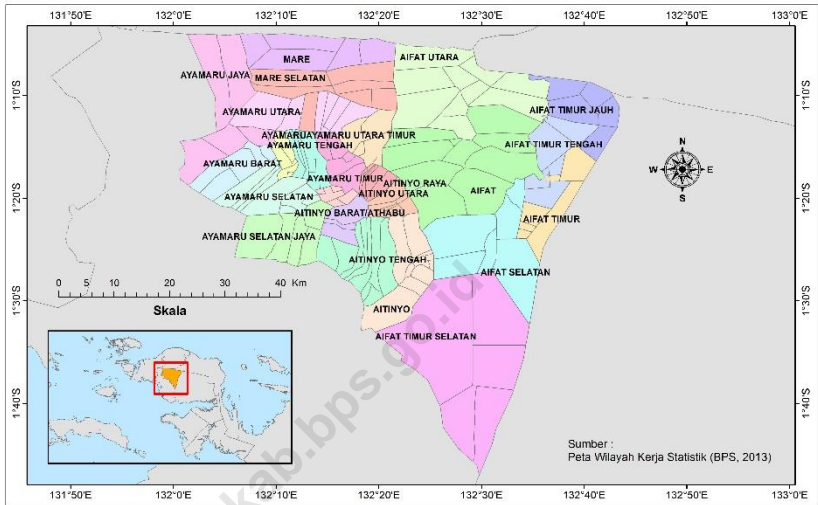 131°50'E 132°0'E 132°10'E 132°20'E 132°30'E 132°40'E 132°50'E 133°0'E
1°10'S 1°10'S
1°20'S 1°20'S
1°30'S 1°30'S
1°40'S 1°40'S
MARE
AIFAT UTARA
AYAMARU JAYA
MARE SELATAN
AYAMARU UTARA
AIFAT TIMUR JAUH
AYAMARU
AYAMARU UTARA TIMUR
AYAMARU TENGAH
AIFAT TIMUR TENGAH
AYAMARU BARAT
AYAMARU TIMUR
AITINYO RAYA
AIFAT
AITINYO UTARA
AYAMARU SELATAN
AITINYO BARAT/ATHABU
AIFAT TIMUR
AYAMARU SELATAN JAYA
AITINYO TENGAH
AIFAT SELATAN
AITINYO
AIFAT TIMUR SELATAN
N
W E
S
0 5 10 20 30 40 Km
Skala
Sumber :
Peta Wilayah Kerja Statistik (BPS, 2013)
kab.bps.go.id
131°50'E 132°0'E 132°10'E 132°20'E 132°30'E 132°40'E 132°50'E 133°0'E